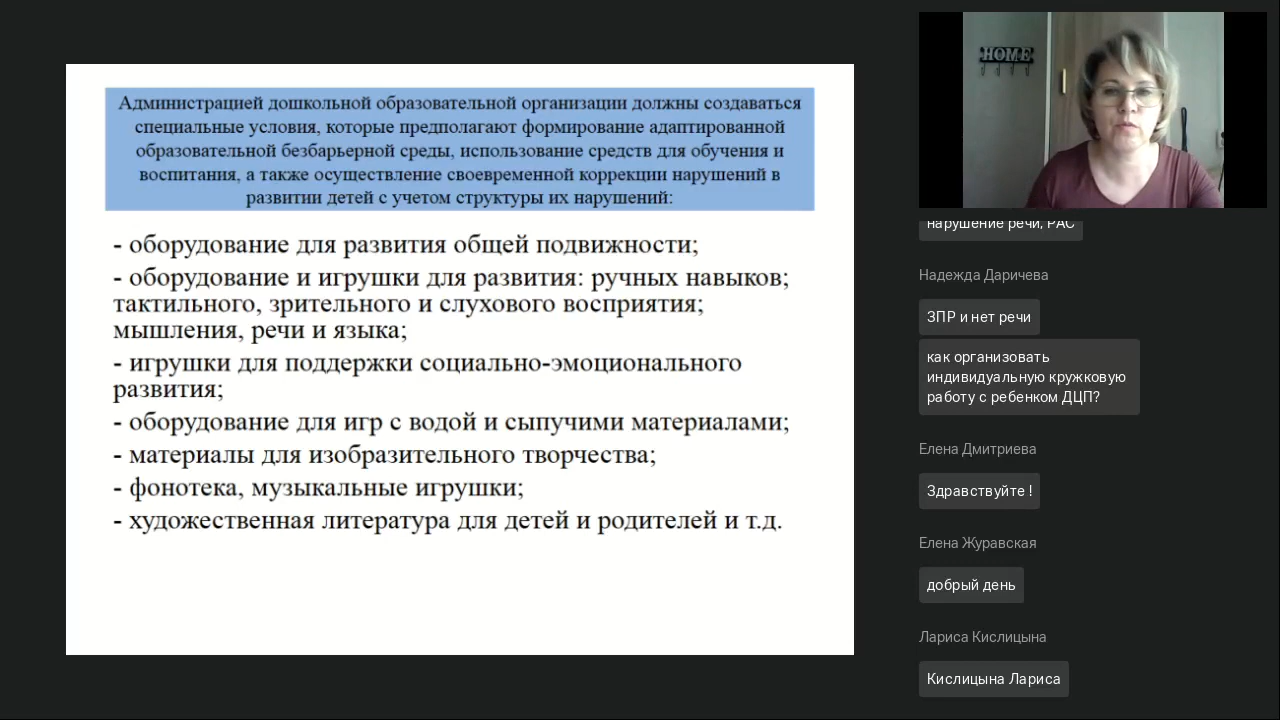 Администрацией дошкольной образовательной организации должны создаваться
специальные условия, которые предполагают формирование адаптированной
образовательной безбарьерной среды, использование средств для обучения и
воспитания, а также осуществление своевременной коррекции нарушений в
развитии детей с учетом структуры их нарушений:
- оборудование для развития общей подвижности;
- оборудование и игрушки для развития: ручных навыков;
тактильного, зрительного и слухового восприятия;
мышления, речи и языка;
- игрушки для поддержки социально-эмоционального
развития;
- оборудование для игр с водой и сыпучими материалами;
- материалы для изобразительного творчества;
- фонотека, музыкальные игрушки;
- художественная литература для детей и родителей и т.д.
HOME
нарушение речи, РАС
Надежда Даричева
ЗПР и нет речи
как организовать
индивидуальную кружковую
работу с ребенком ДЦП?
Елена Дмитриева
Здравствуйте !
Елена Журавская
добрый день
Лариса Кислицына
Кислицына Лариса